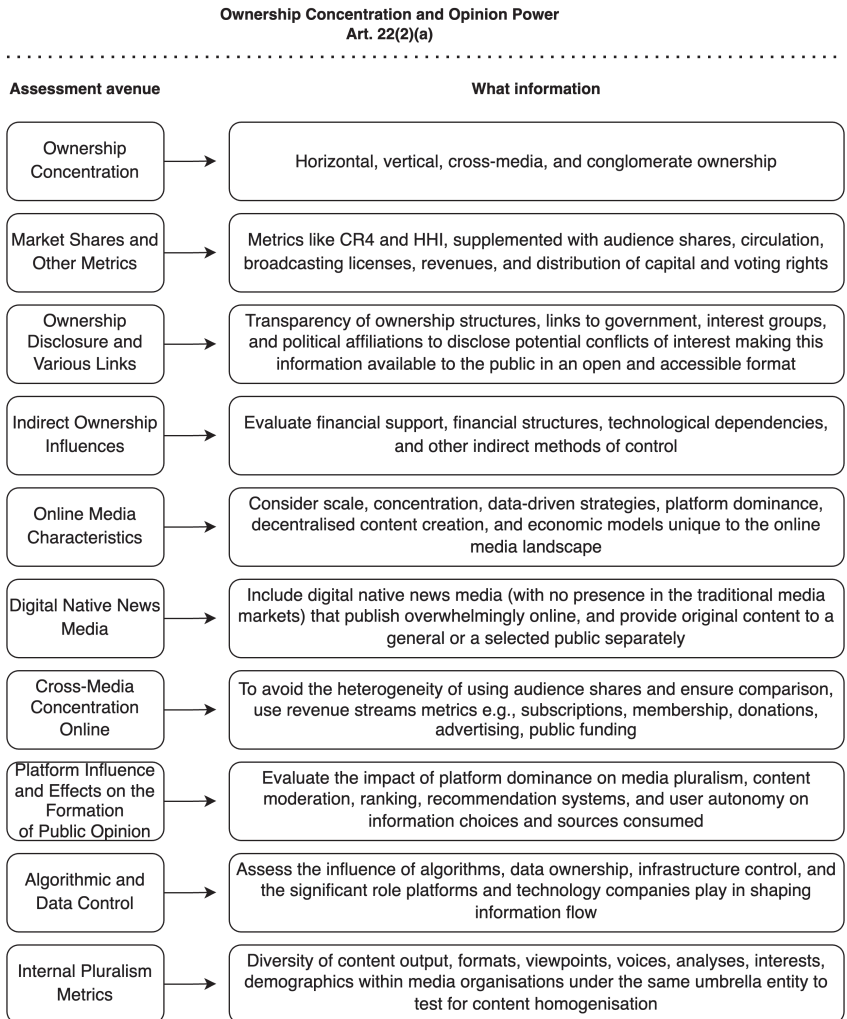 Ownership Concentration and Opinion Power
Art. 22(2)(a)
Assessment avenue
What information
Ownership
Concentration
Horizontal, vertical, cross-media, and conglomerate ownership
Market Shares and
Other Metrics
Metrics like CR4 and HHI, supplemented with audience shares, circulation,
broadcasting licenses, revenues, and distribution of capital and voting rights
Ownership
Disclosure and
Various Links
Transparency of ownership structures, links to government, interest groups,
and political affiliations to disclose potential conflicts of interest making this
information available to the public in an open and accessible format
Indirect Ownership
Influences
Evaluate financial support, financial structures, technological dependencies,
and other indirect methods of control
Online Media
Characteristics
Consider scale, concentration, data-driven strategies, platform dominance,
decentralised content creation, and economic models unique to the online
media landscape
Digital Native News
Media
Include digital native news media (with no presence in the traditional media
markets) that publish overwhelmingly online, and provide original content to a
general or a selected public separately
Cross-Media
Concentration
Online
To avoid the heterogeneity of using audience shares and ensure comparison,
use revenue streams metrics e.g., subscriptions, membership, donations,
advertising, public funding
Platform Influence
and Effects on the
Formation
of Public Opinion
Evaluate the impact of platform dominance on media pluralism, content
moderation, ranking, recommendation systems, and user autonomy on
information choices and sources consumed
Algorithmic and
Data Control
Assess the influence of algorithms, data ownership, infrastructure control, and
the significant role platforms and technology companies play in shaping
information flow
Internal Pluralism
Metrics
Diversity of content output, formats, viewpoints, voices, analyses, interests,
demographics within media organisations under the same umbrella entity to
test for content homogenisation